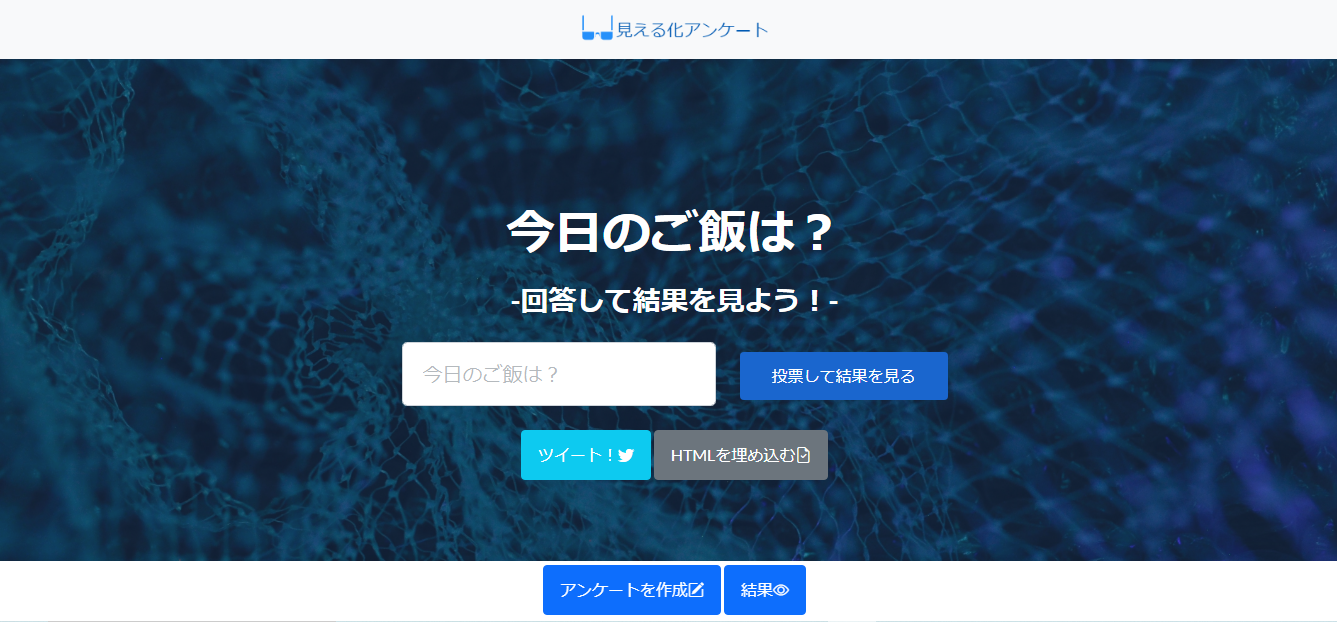 見える化アンケート
今日のご飯は？
-回答して結果を見よう！-
今日のご飯は？
投票して結果を見る
ツイート！
HTMLを埋め込む
アンケートを作成
結果